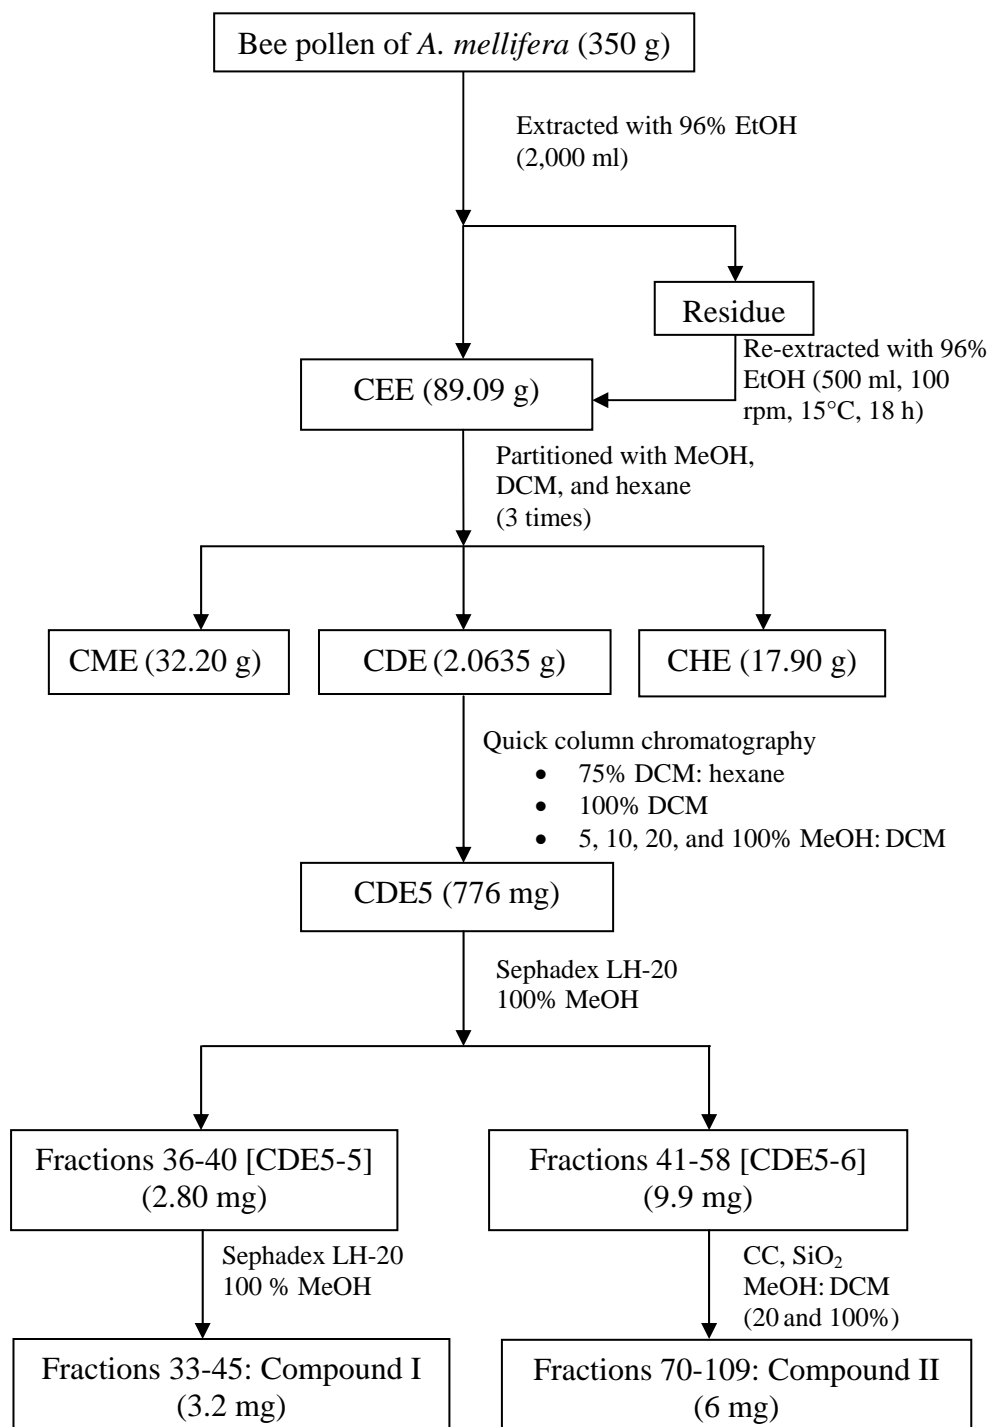 Bee pollen of A. mellifera (350 g)
Extracted with 96% EtOH
(2,000 ml)
Residue
Re-extracted with 96%
EtOH (500 ml, 100
rpm, 15°C, 18 h)
CEE (89.09 g)
Partitioned with MeOH,
DCM, and hexane
(3 times)
CME (32.20 g)
CDE (2.0635 g)
CHE (17.90 g)
Quick column chromatography
• 75% DCM: hexane
• 100% DCM
• 5, 10, 20, and 100% MeOH: DCM
CDE5 (776 mg)
Sephadex LH-20
100% MeOH
Fractions 36-40 [CDE5-5]
(2.80 mg)
Fractions 41-58 [CDE5-6]
(9.9 mg)
Sephadex LH-20
100 % MeOH
CC, SiO₂
MeOH: DCM
(20 and 100%)
Fractions 33-45: Compound I
(3.2 mg)
Fractions 70-109: Compound II
(6 mg)